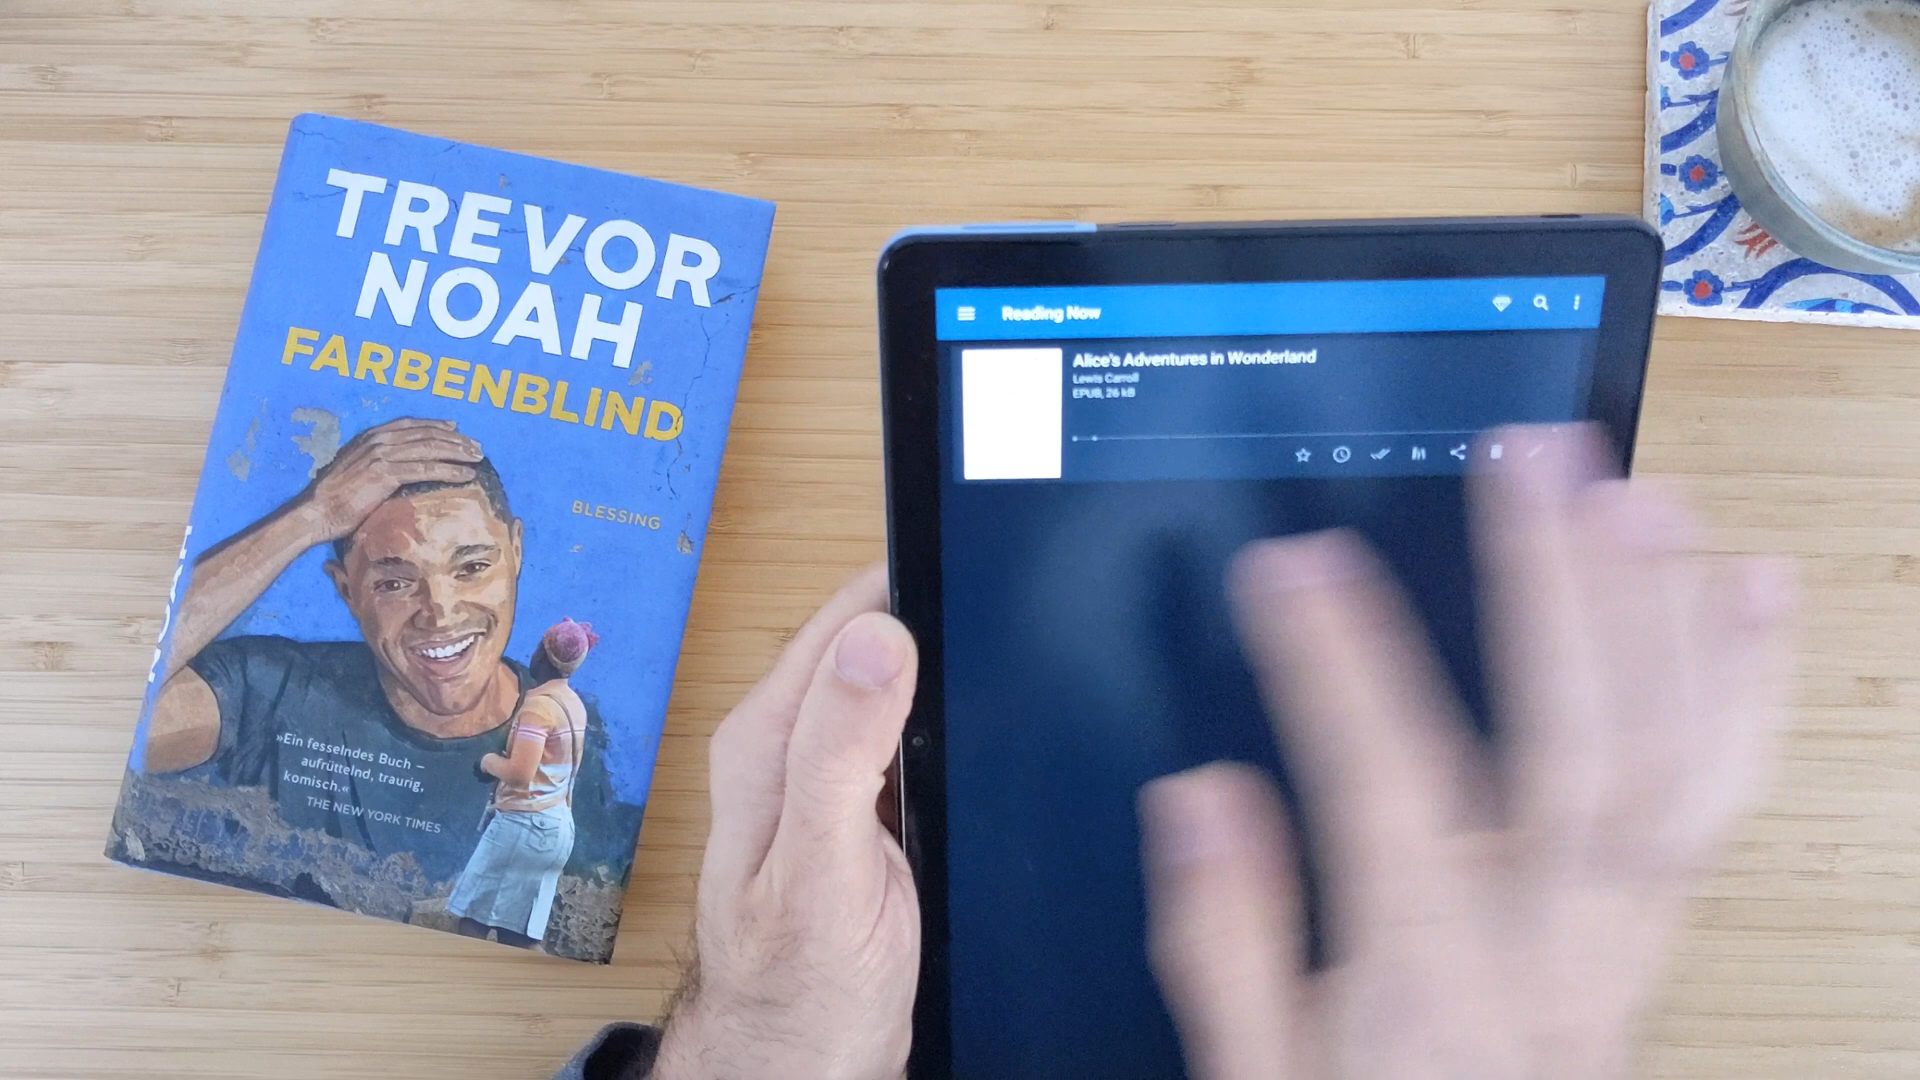 TREVOR
NOAH
FARBENBLIND
BLESSING
»Ein fesselndes Buch –
aufrüttelnd, traurig,
komisch.«
THE NEW YORK TIMES
Reading Now
Alice's Adventures in Wonderland
Lewis Carroll
EPUB, 26 kB